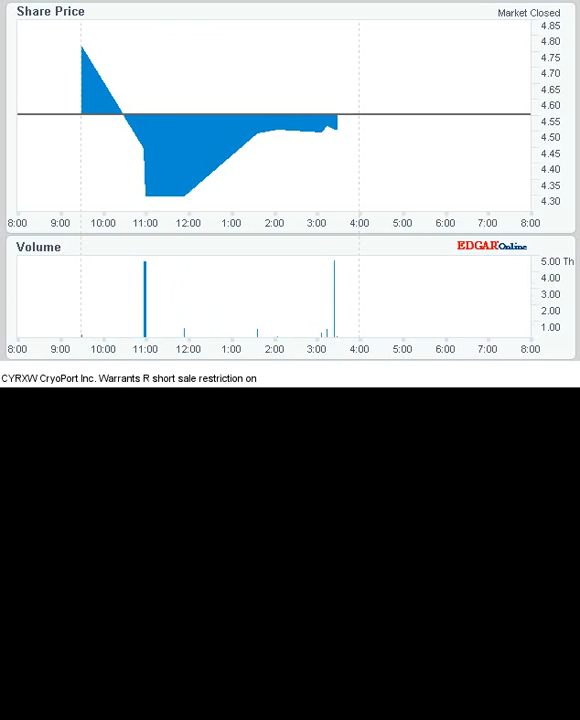 Share Price
Market Closed
4.85
4.80
4.75
4.70
4.65
4.60
4.55
4.50
4.45
4.40
4.35
4.30
8:00 9:00 10:00 11:00 12:00 1:00 2:00 3:00 4:00 5:00 6:00 7:00 8:00
Volume
EDGAR Online
5.00 Th
4.00
3.00
2.00
1.00
8:00 9:00 10:00 11:00 12:00 1:00 2:00 3:00 4:00 5:00 6:00 7:00 8:00
CYRXW CryoPort Inc. Warrants R short sale restriction on